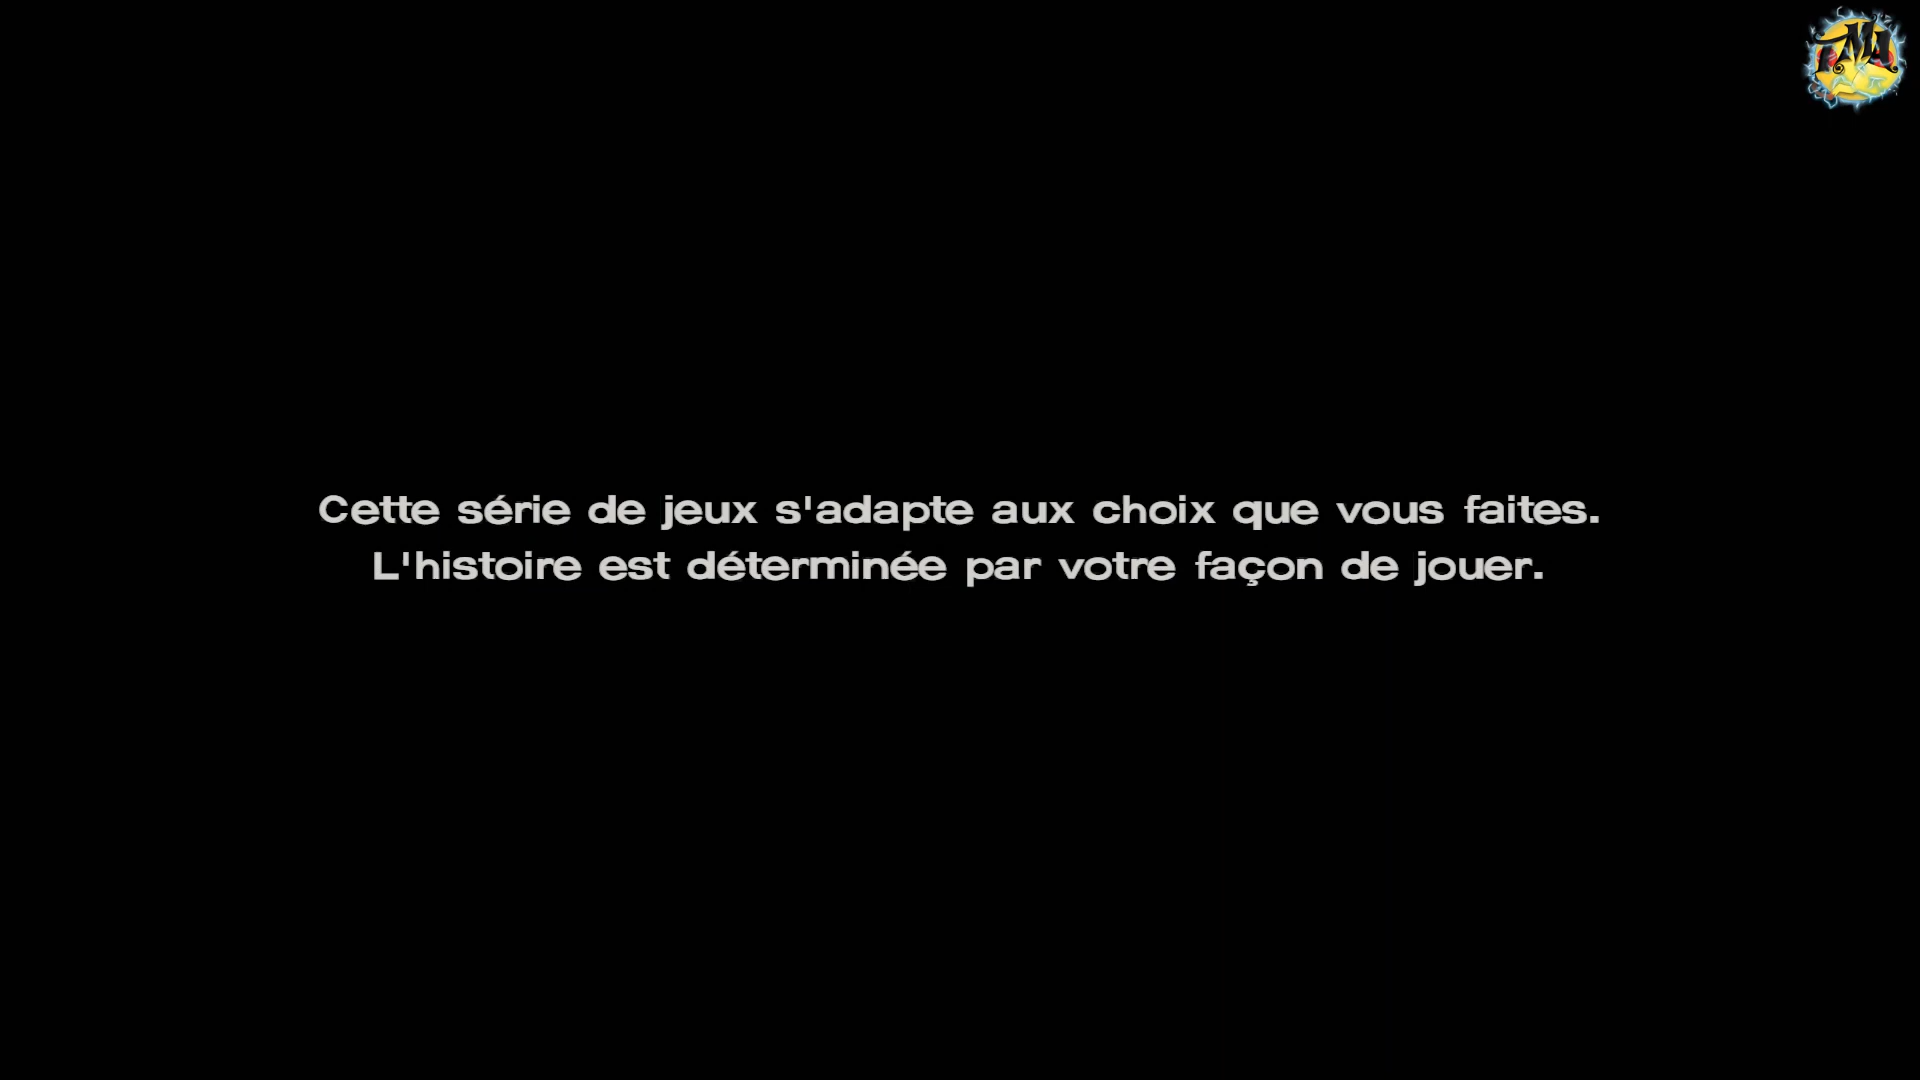 Cette série de jeux s'adapte aux choix que vous faites.
L'histoire est déterminée par votre façon de jouer.